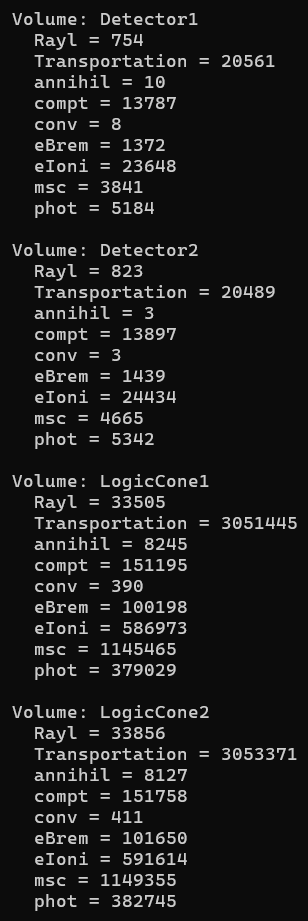 Volume: Detector1
  Rayl = 754
  Transportation = 20561
  annihil = 10
  compt = 13787
  conv = 8
  eBrem = 1372
  eIoni = 23648
  msc = 3841
  phot = 5184

Volume: Detector2
  Rayl = 823
  Transportation = 20489
  annihil = 3
  compt = 13897
  conv = 3
  eBrem = 1439
  eIoni = 24434
  msc = 4665
  phot = 5342

Volume: LogicCone1
  Rayl = 33505
  Transportation = 3051445
  annihil = 8245
  compt = 151195
  conv = 390
  eBrem = 100198
  eIoni = 586973
  msc = 1145465
  phot = 379029

Volume: LogicCone2
  Rayl = 33856
  Transportation = 3053371
  annihil = 8127
  compt = 151758
  conv = 411
  eBrem = 101650
  eIoni = 591614
  msc = 1149355
  phot = 382745